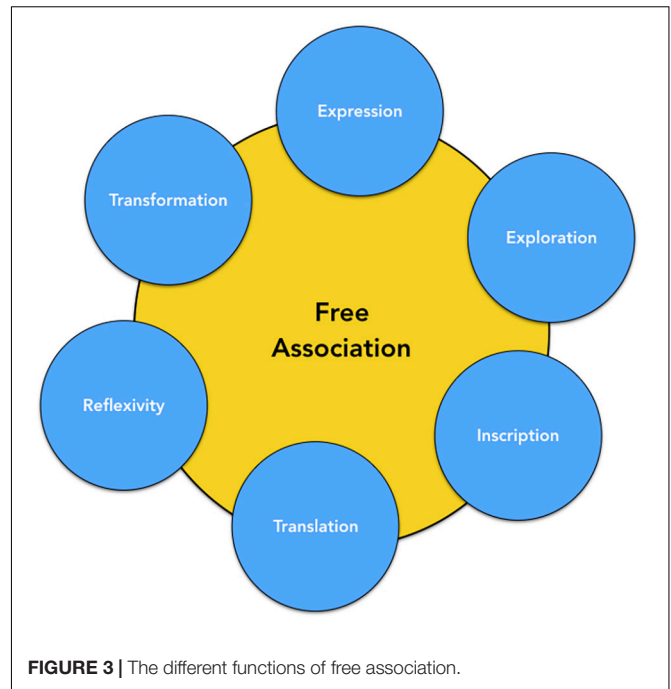 Expression
Transformation
Exploration
Free
Association
Reflexivity
Inscription
Translation
FIGURE 3 | The different functions of free association.